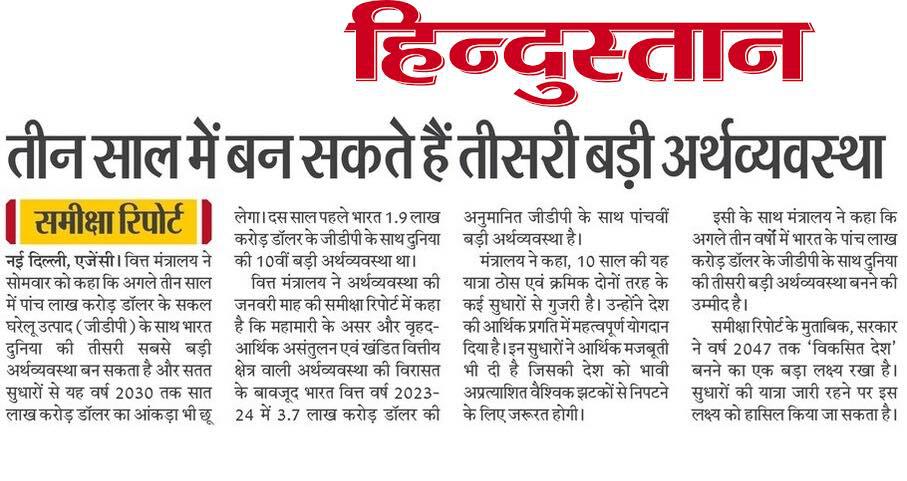 हिन्दुस्तान
तीन साल में बन सकते हैं तीसरी बड़ी अर्थव्यवस्था
समीक्षा रिपोर्ट
नई दिल्ली, एजेंसी। वित्त मंत्रालय ने
सोमवार को कहा कि अगले तीन साल
में पांच लाख करोड़ डॉलर के सकल
घरेलू उत्पाद (जीडीपी) के साथ भारत
दुनिया की तीसरी सबसे बड़ी
अर्थव्यवस्था बन सकता है और सतत
सुधारों से यह वर्ष 2030 तक सात
लाख करोड़ डॉलर का आंकड़ा भी छू
लेगा। दस साल पहले भारत 1.9 लाख
करोड़ डॉलर के जीडीपी के साथ दुनिया
की 10वीं बड़ी अर्थव्यवस्था था।
वित्त मंत्रालय ने अर्थव्यवस्था की
जनवरी माह की समीक्षा रिपोर्ट में कहा
है कि महामारी के असर और वृहद-
आर्थिक असंतुलन एवं खंडित वित्तीय
क्षेत्र वाली अर्थव्यवस्था की विरासत
के बावजूद भारत वित्त वर्ष 2023-
24 में 3.7 लाख करोड़ डॉलर की
अनुमानित जीडीपी के साथ पांचवीं
बड़ी अर्थव्यवस्था है।
मंत्रालय ने कहा, 10 साल की यह
यात्रा ठोस एवं क्रमिक दोनों तरह के
कई सुधारों से गुजरी है। उन्होंने देश
की आर्थिक प्रगति में महत्वपूर्ण योगदान
दिया है। इन सुधारों ने आर्थिक मजबूती
भी दी है जिसकी देश को भावी
अप्रत्याशित वैश्विक झटकों से निपटने
के लिए जरूरत होगी।
इसी के साथ मंत्रालय ने कहा कि
अगले तीन वर्षों में भारत के पांच लाख
करोड़ डॉलर के जीडीपी के साथ दुनिया
की तीसरी बड़ी अर्थव्यवस्था बनने की
उम्मीद है।
समीक्षा रिपोर्ट के मुताबिक, सरकार
ने वर्ष 2047 तक ‘विकसित देश’
बनने का एक बड़ा लक्ष्य रखा है।
सुधारों की यात्रा जारी रहने पर इस
लक्ष्य को हासिल किया जा सकता है।